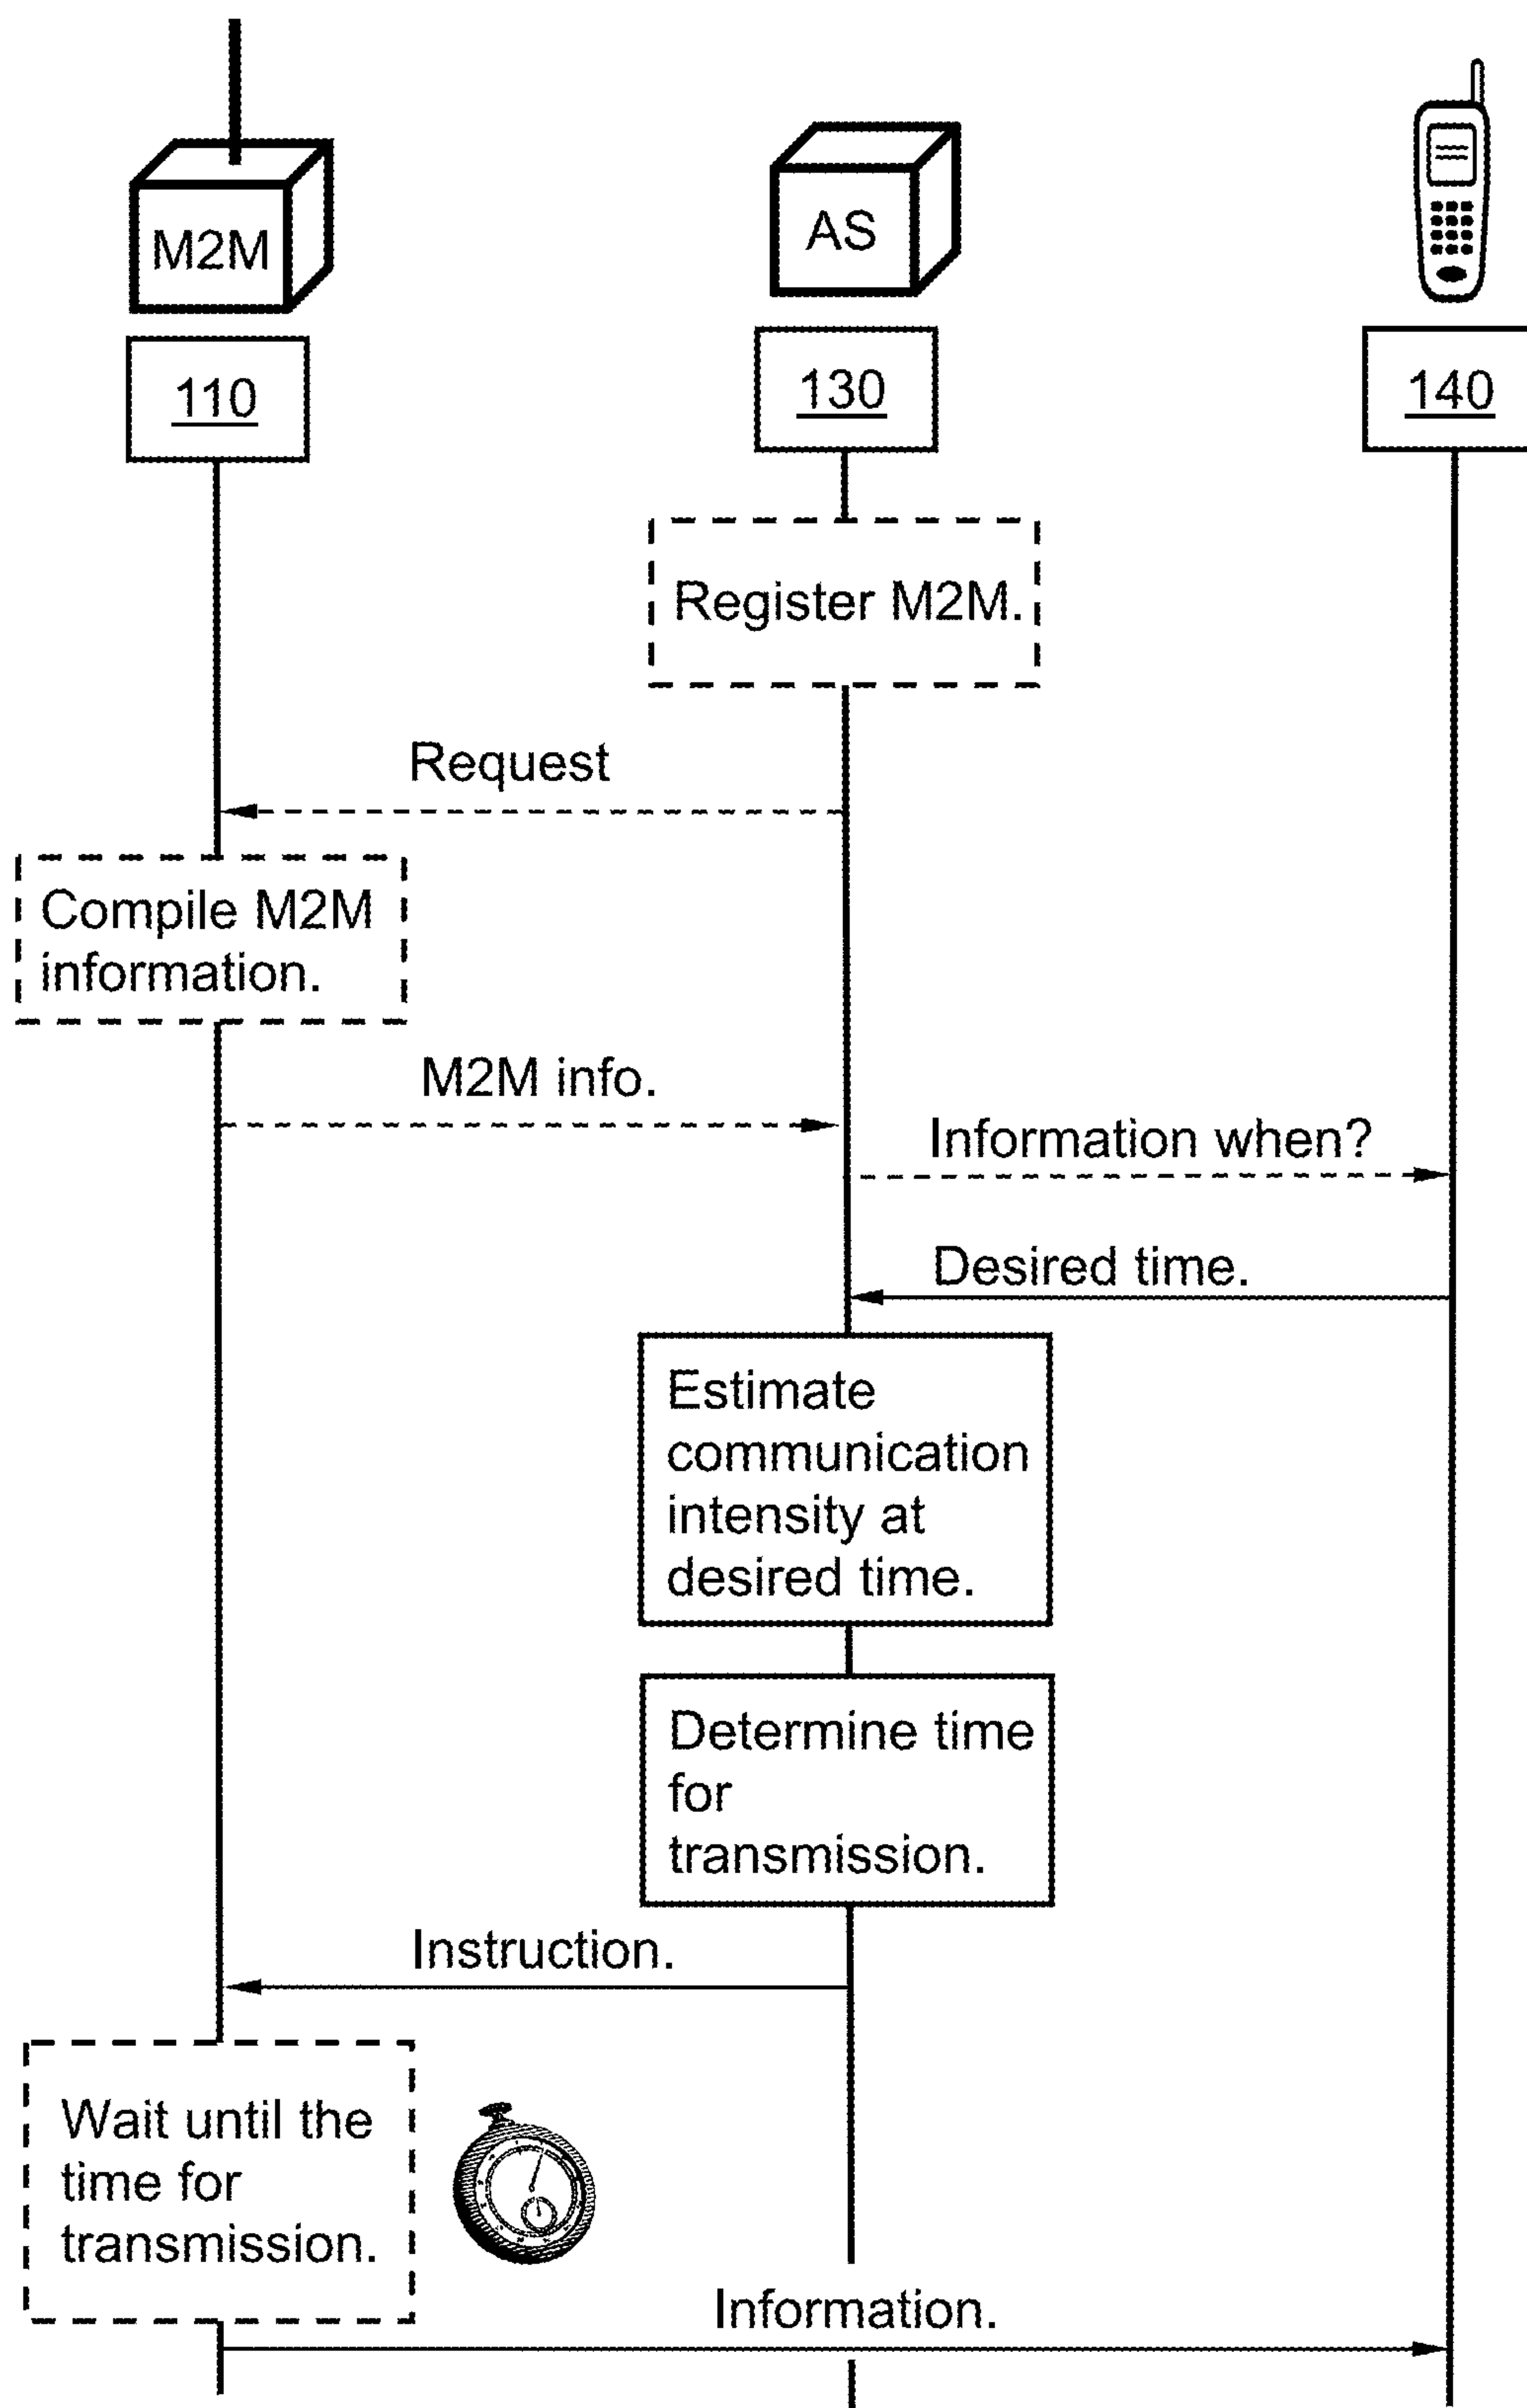 M2M
AS
110
130
140
Register M2M.
Request
Compile M2M
information.
M2M info.
Information when?
Desired time.
Estimate
communication
intensity at
desired time.
Determine time
for
transmission.
Instruction.
Wait until the
time for
transmission.
Information.